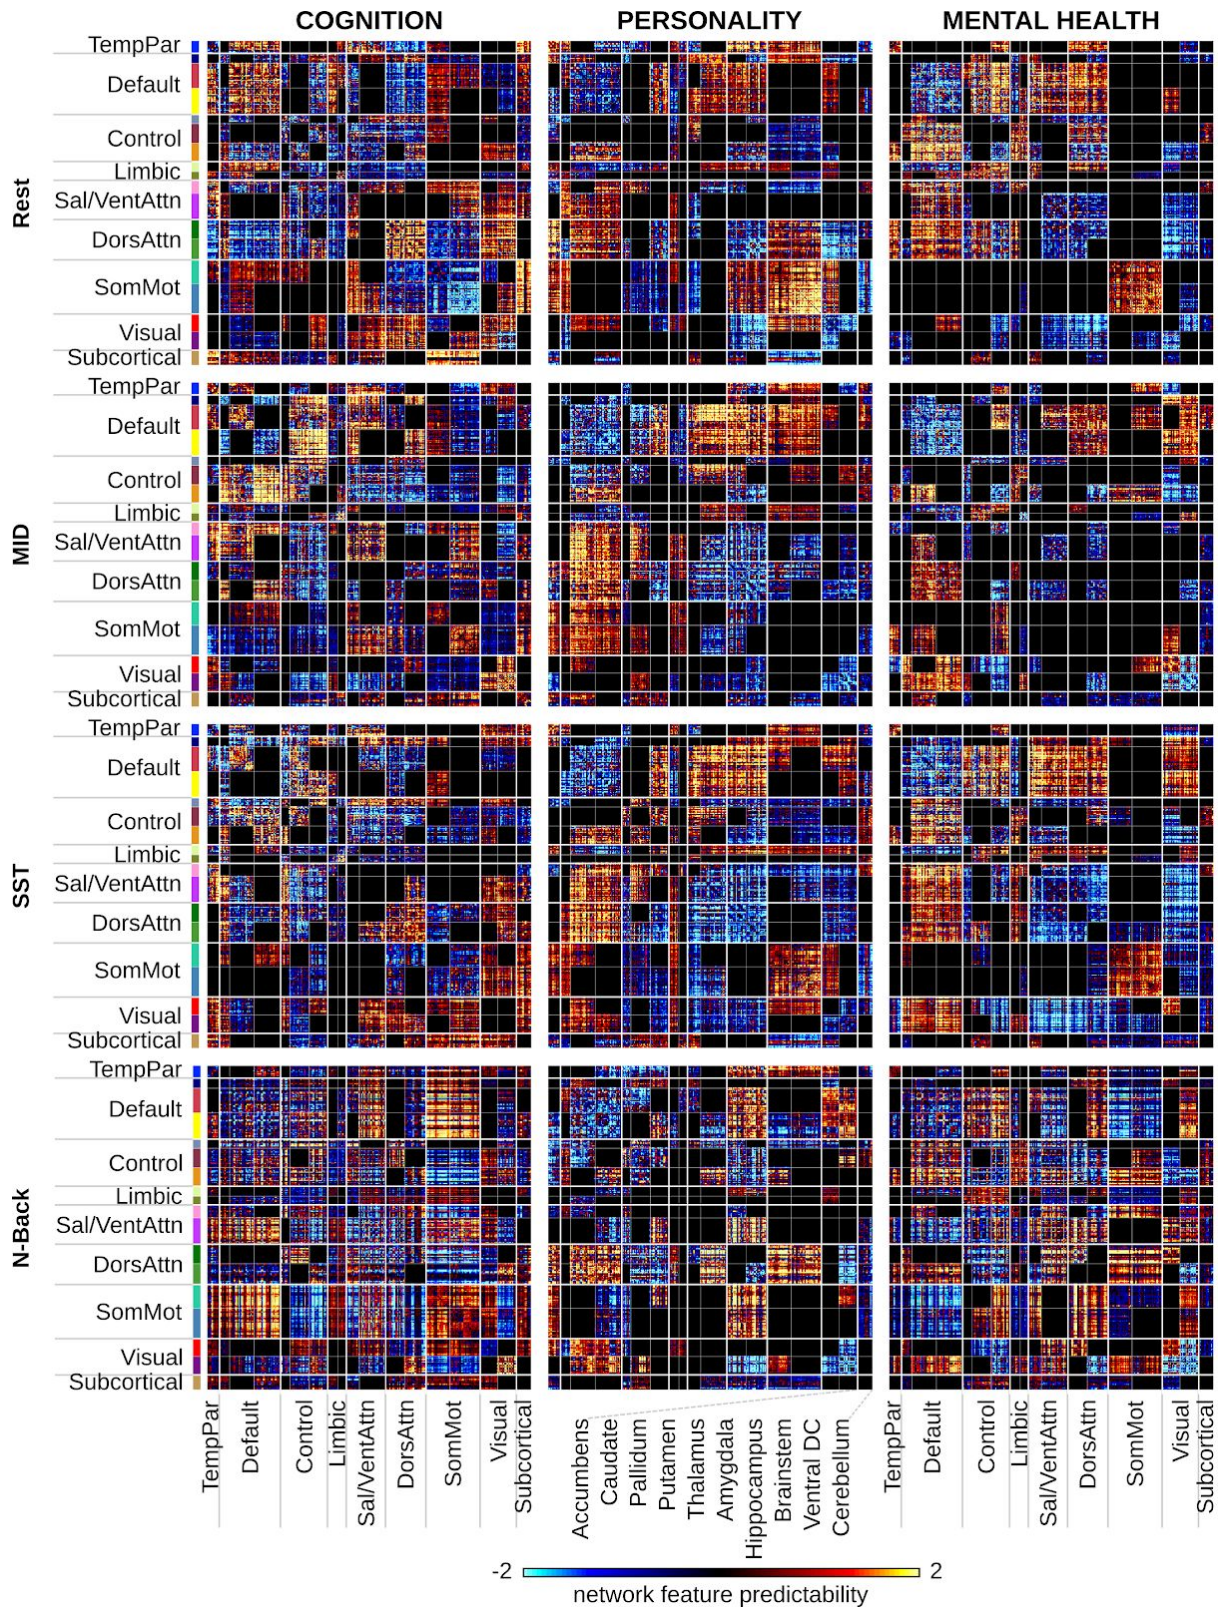 COGNITION PERSONALITY MENTAL HEALTH
Rest
TempPar
Default
Control
Limbic
Sal/VentAttn
DorsAttn
SomMot
Visual
Subcortical
MID
TempPar
Default
Control
Limbic
Sal/VentAttn
DorsAttn
SomMot
Visual
Subcortical
SST
TempPar
Default
Control
Limbic
Sal/VentAttn
DorsAttn
SomMot
Visual
Subcortical
N-Back
TempPar
Default
Control
Limbic
Sal/VentAttn
DorsAttn
SomMot
Visual
Subcortical
TempPar
Default
Control
Limbic
Sal/VentAttn
DorsAttn
SomMot
Visual
Subcortical
Accumbens
Caudate
Pallidum
Putamen
Thalamus
Amygdala
Hippocampus
Brainstem
Ventral DC
Cerebellum
TempPar
Default
Control
Limbic
Sal/VentAttn
DorsAttn
SomMot
Visual
Subcortical
-2 2
network feature predictability